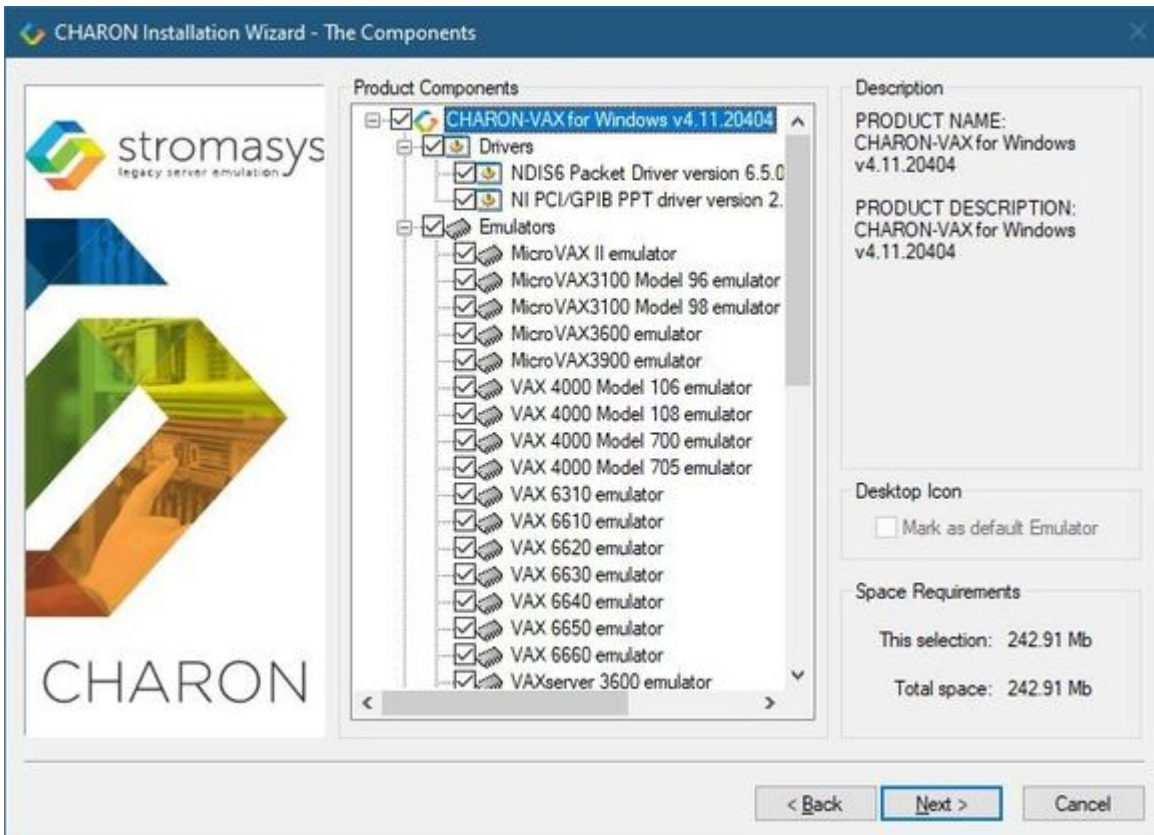 CHARON Installation Wizard - The Components
stromasys
legacy server emulation
CHARON
Product Components
CHARON-VAX for Windows v4.11.20404
Drivers
NDIS6 Packet Driver version 6.5.0
NI PCI/GPIB PPT driver version 2.
Emulators
MicroVAX II emulator
MicroVAX3100 Model 96 emulator
MicroVAX3100 Model 98 emulator
MicroVAX3600 emulator
MicroVAX3900 emulator
VAX 4000 Model 106 emulator
VAX 4000 Model 108 emulator
VAX 4000 Model 700 emulator
VAX 4000 Model 705 emulator
VAX 6310 emulator
VAX 6610 emulator
VAX 6620 emulator
VAX 6630 emulator
VAX 6640 emulator
VAX 6650 emulator
VAX 6660 emulator
VAXserver 3600 emulator
Description
PRODUCT NAME:
CHARON-VAX for Windows
v4.11.20404
PRODUCT DESCRIPTION:
CHARON-VAX for Windows
v4.11.20404
Desktop Icon
Mark as default Emulator
Space Requirements
This selection: 242.91 Mb
Total space: 242.91 Mb
< Back
Next >
Cancel